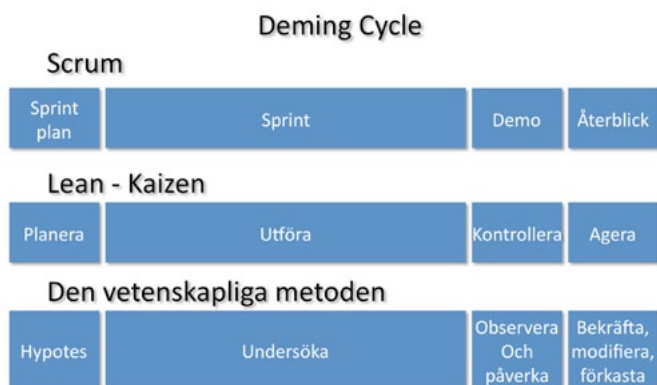 Deming Cycle
Scrum
Sprint
plan
Sprint
Demo
Återblick
Lean - Kaizen
Planera
Utföra
Kontrollera
Agera
Den vetenskapliga metoden
Hypotes
Undersöka
Observera
Och
påverka
Bekräfta,
modifiera,
förkasta